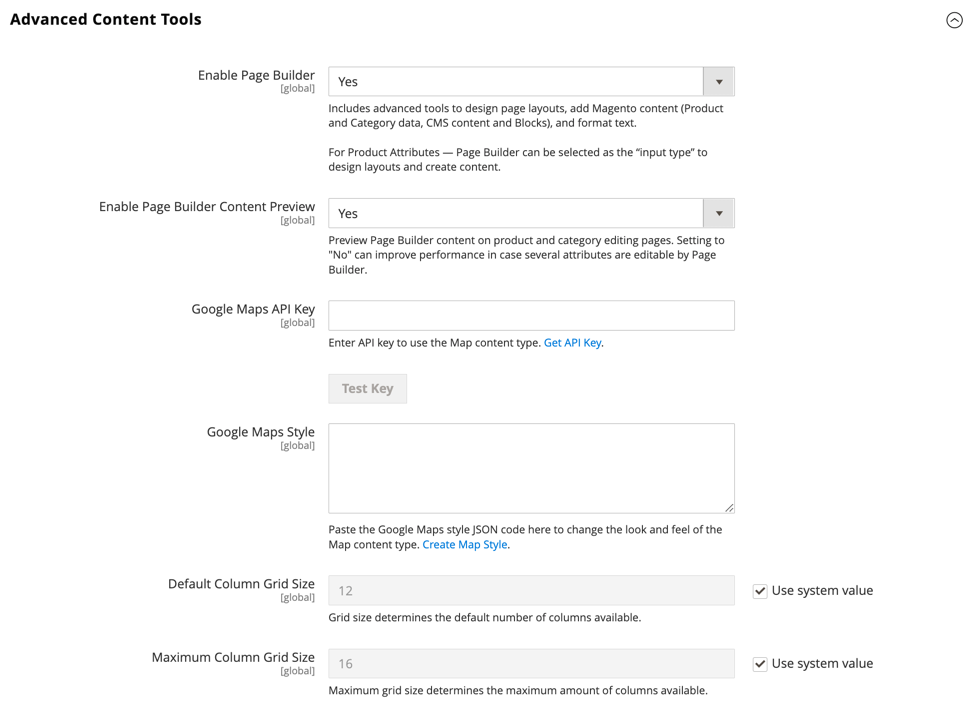 Advanced Content Tools
Enable Page Builder
[global]
Yes
Includes advanced tools to design page layouts, add Magento content (Product
and Category data, CMS content and Blocks), and format text.
For Product Attributes — Page Builder can be selected as the “input type” to
design layouts and create content.
Enable Page Builder Content Preview
[global]
Yes
Preview Page Builder content on product and category editing pages. Setting to
"No" can improve performance in case several attributes are editable by Page
Builder.
Google Maps API Key
[global]
Enter API key to use the Map content type. Get API Key.
Test Key
Google Maps Style
[global]
Paste the Google Maps style JSON code here to change the look and feel of the
Map content type. Create Map Style.
Default Column Grid Size
[global]
12
Use system value
Grid size determines the default number of columns available.
Maximum Column Grid Size
[global]
16
Use system value
Maximum grid size determines the maximum amount of columns available.